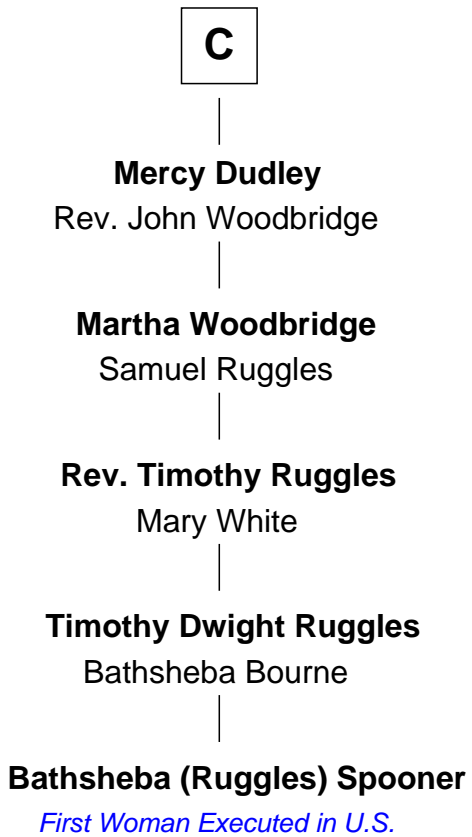 C
Mercy Dudley
Rev. John Woodbridge
Martha Woodbridge
Samuel Ruggles
Rev. Timothy Ruggles
Mary White
Timothy Dwight Ruggles
Bathsheba Bourne
Bathsheba (Ruggles) Spooner
First Woman Executed in U.S.